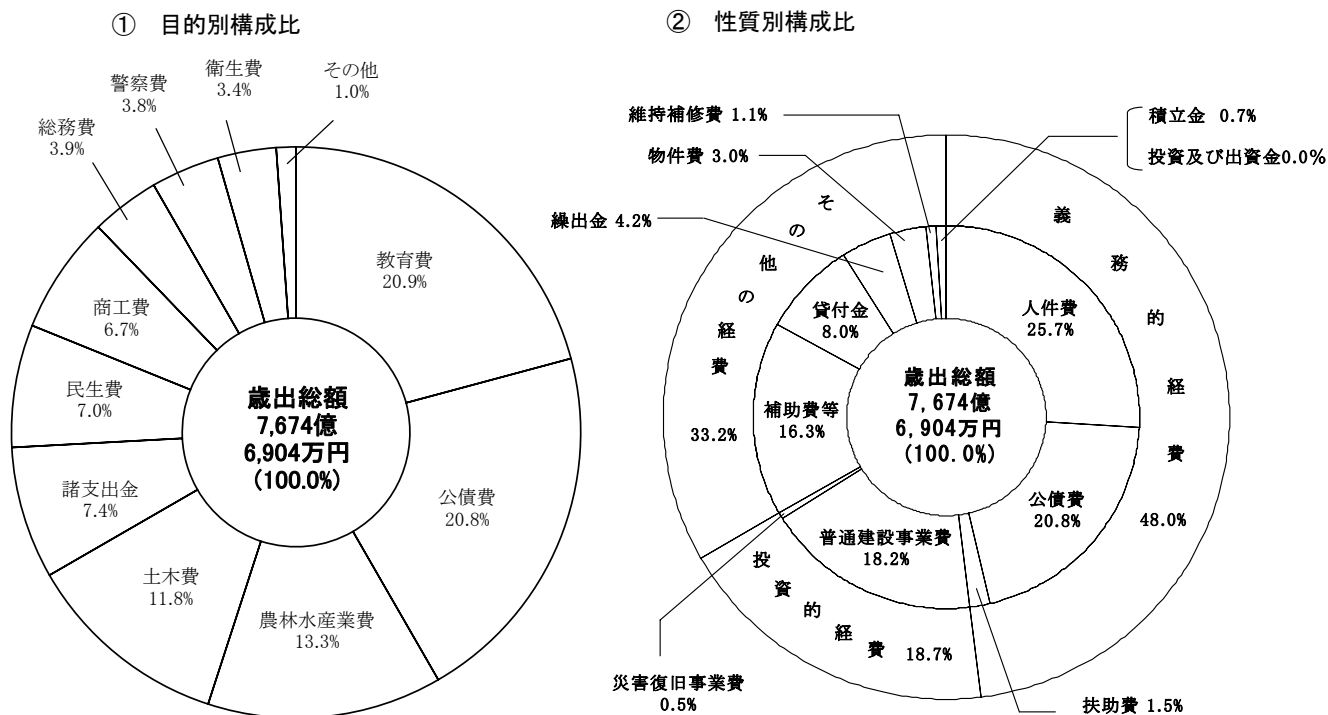 ① 目的別構成比
その他
1.0%
衛生費
3.4%
警察費
3.8%
総務費
3.9%
教育費
20.9%
商工費
6.7%
民生費
7.0%
諸支出金
7.4%
土木費
11.8%
農林水産業費
13.3%
公債費
20.8%
歳出総額
7,674億
6,904万円
(100.0%)
② 性質別構成比
維持補修費 1.1%
積立金 0.7%
投資及び出資金0.0%
物件費 3.0%
繰出金 4.2%
その他の経費
33.2%
義務的経費
48.0%
人件費
25.7%
貸付金
8.0%
補助費等
16.3%
歳出総額
7,674億
6,904万円
(100.0%)
公債費
20.8%
普通建設事業費
18.2%
投資的経費
18.7%
災害復旧事業費
0.5%
扶助費 1.5%